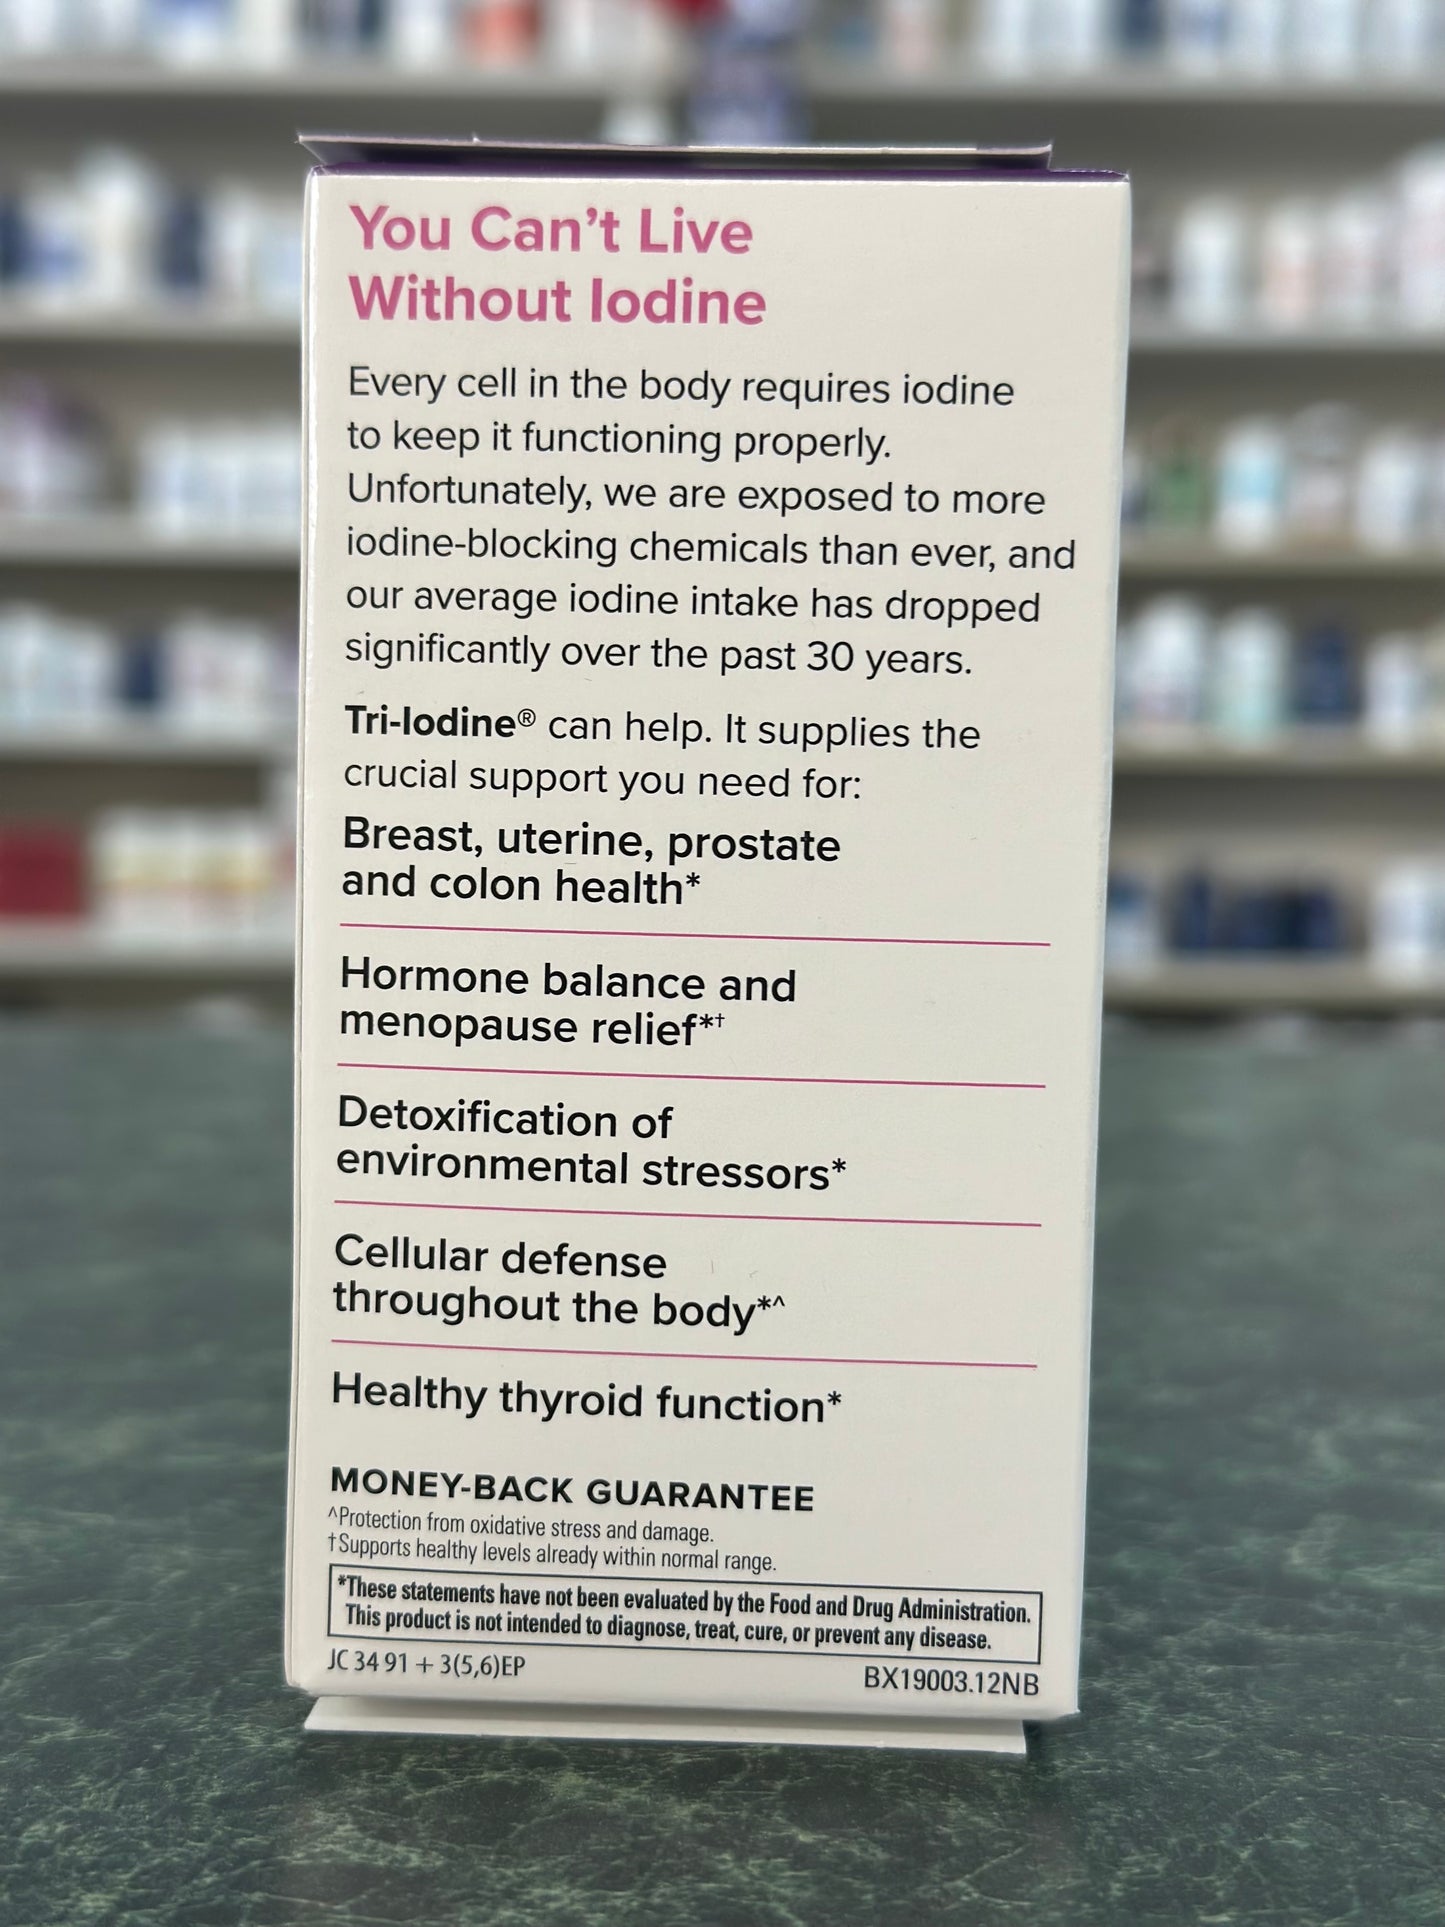 You Can't Live
Without Iodine
Every cell in the body requires iodine
to keep it functioning properly.
Unfortunately, we are exposed to more
iodine-blocking chemicals than ever, and
our average iodine intake has dropped
significantly over the past 30 years.
Tri-Iodine® can help. It supplies the
crucial support you need for:
Breast, uterine, prostate
and colon health*
Hormone balance and
menopause relief*†
Detoxification of
environmental stressors*
Cellular defense
throughout the body*^
Healthy thyroid function*
MONEY-BACK GUARANTEE
^Protection from oxidative stress and damage.
†Supports healthy levels already within normal range.
*These statements have not been evaluated by the Food and Drug Administration.
This product is not intended to diagnose, treat, cure, or prevent any disease.
JC 34 91 + 3(5,6)EP
BX19003.12NB